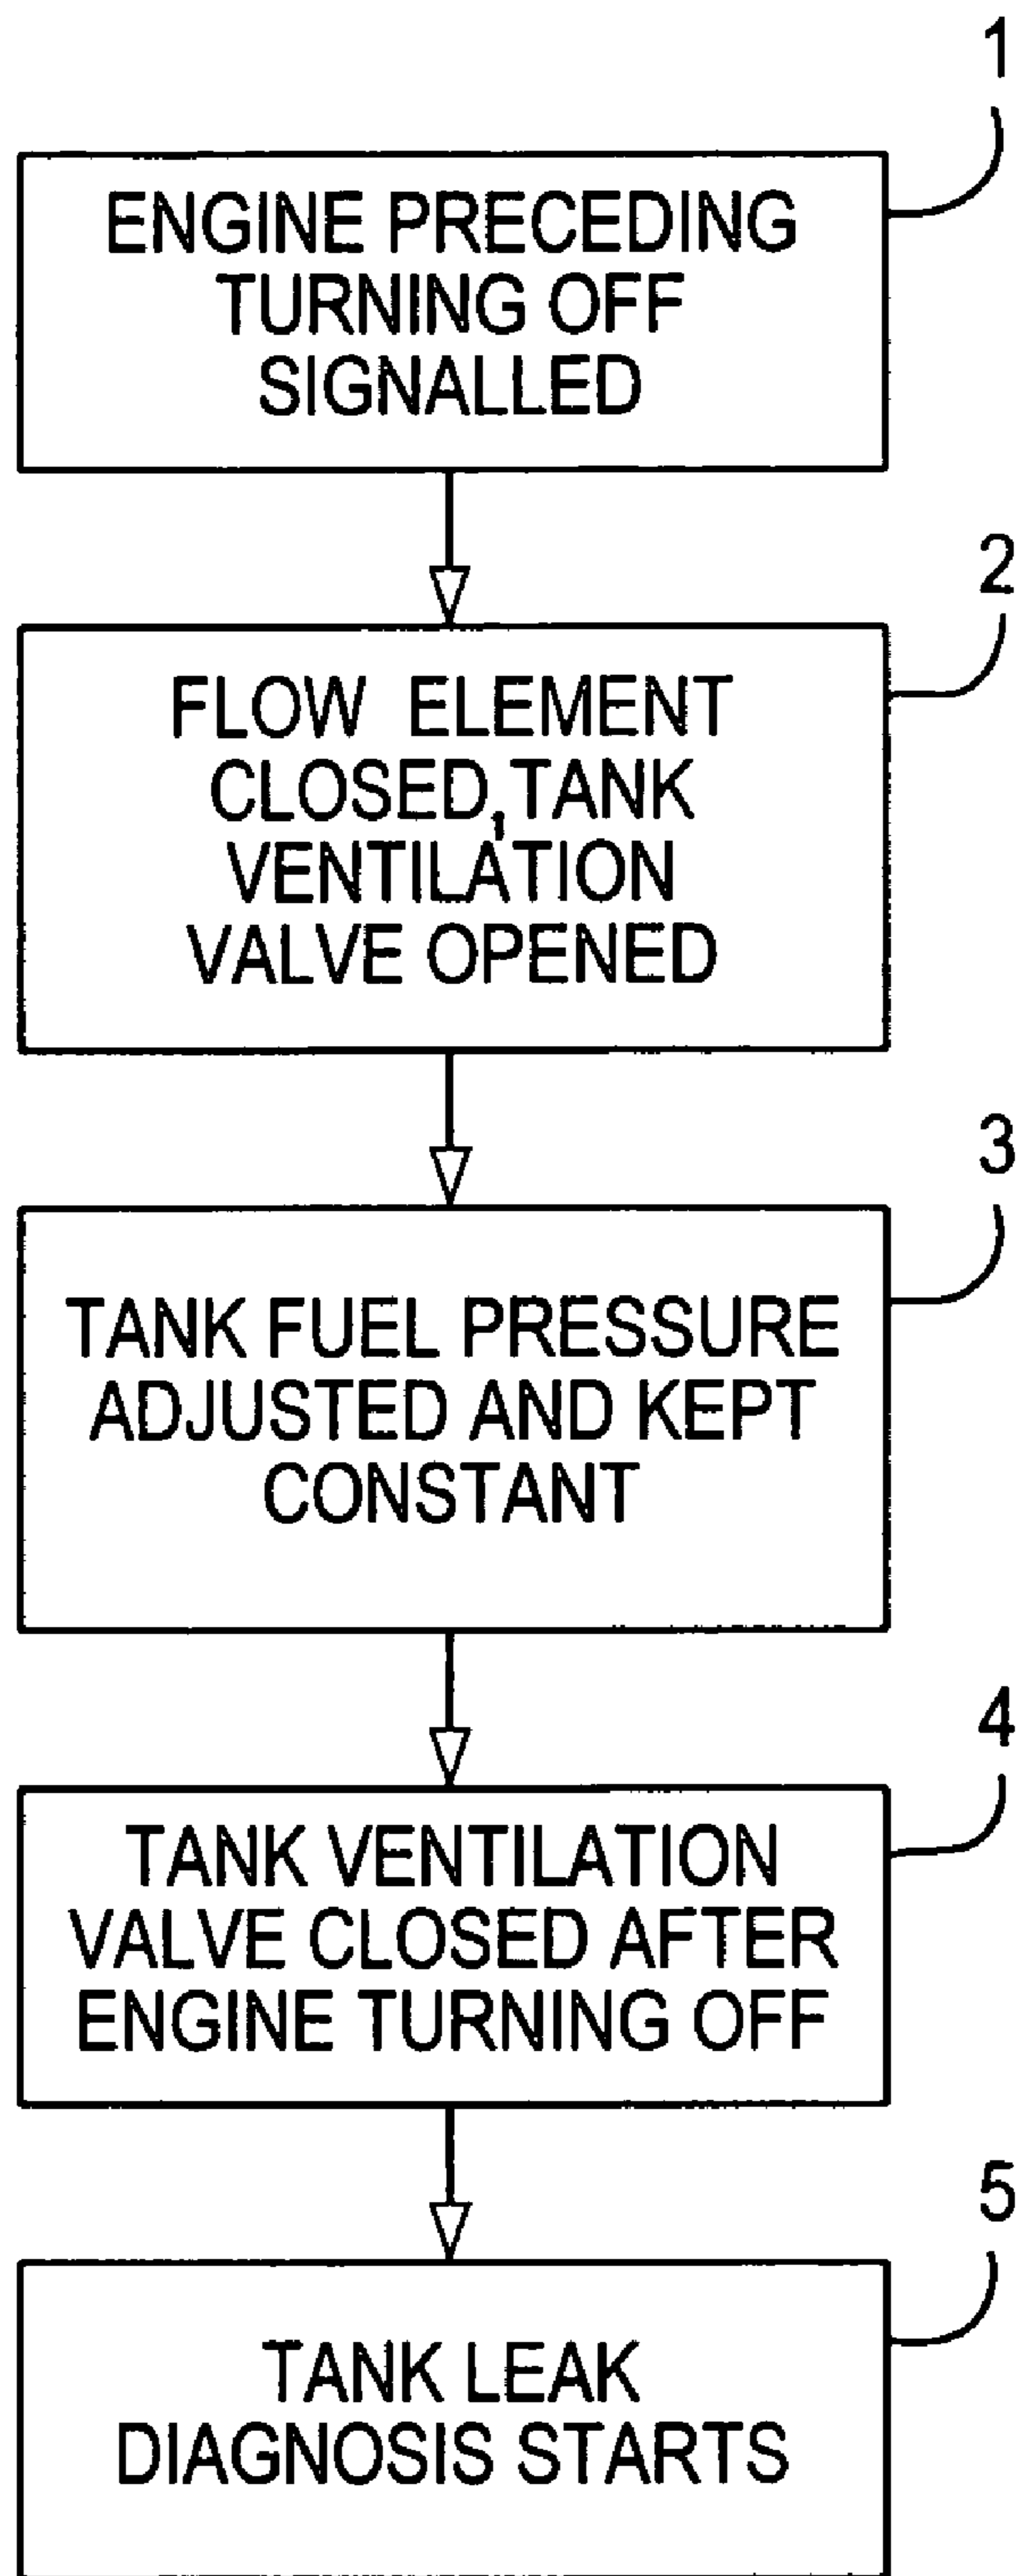 1
ENGINE PRECEDING
TURNING OFF
SIGNALLED
2
FLOW ELEMENT
CLOSED, TANK
VENTILATION
VALVE OPENED
3
TANK FUEL PRESSURE
ADJUSTED AND KEPT
CONSTANT
4
TANK VENTILATION
VALVE CLOSED AFTER
ENGINE TURNING OFF
5
TANK LEAK
DIAGNOSIS STARTS